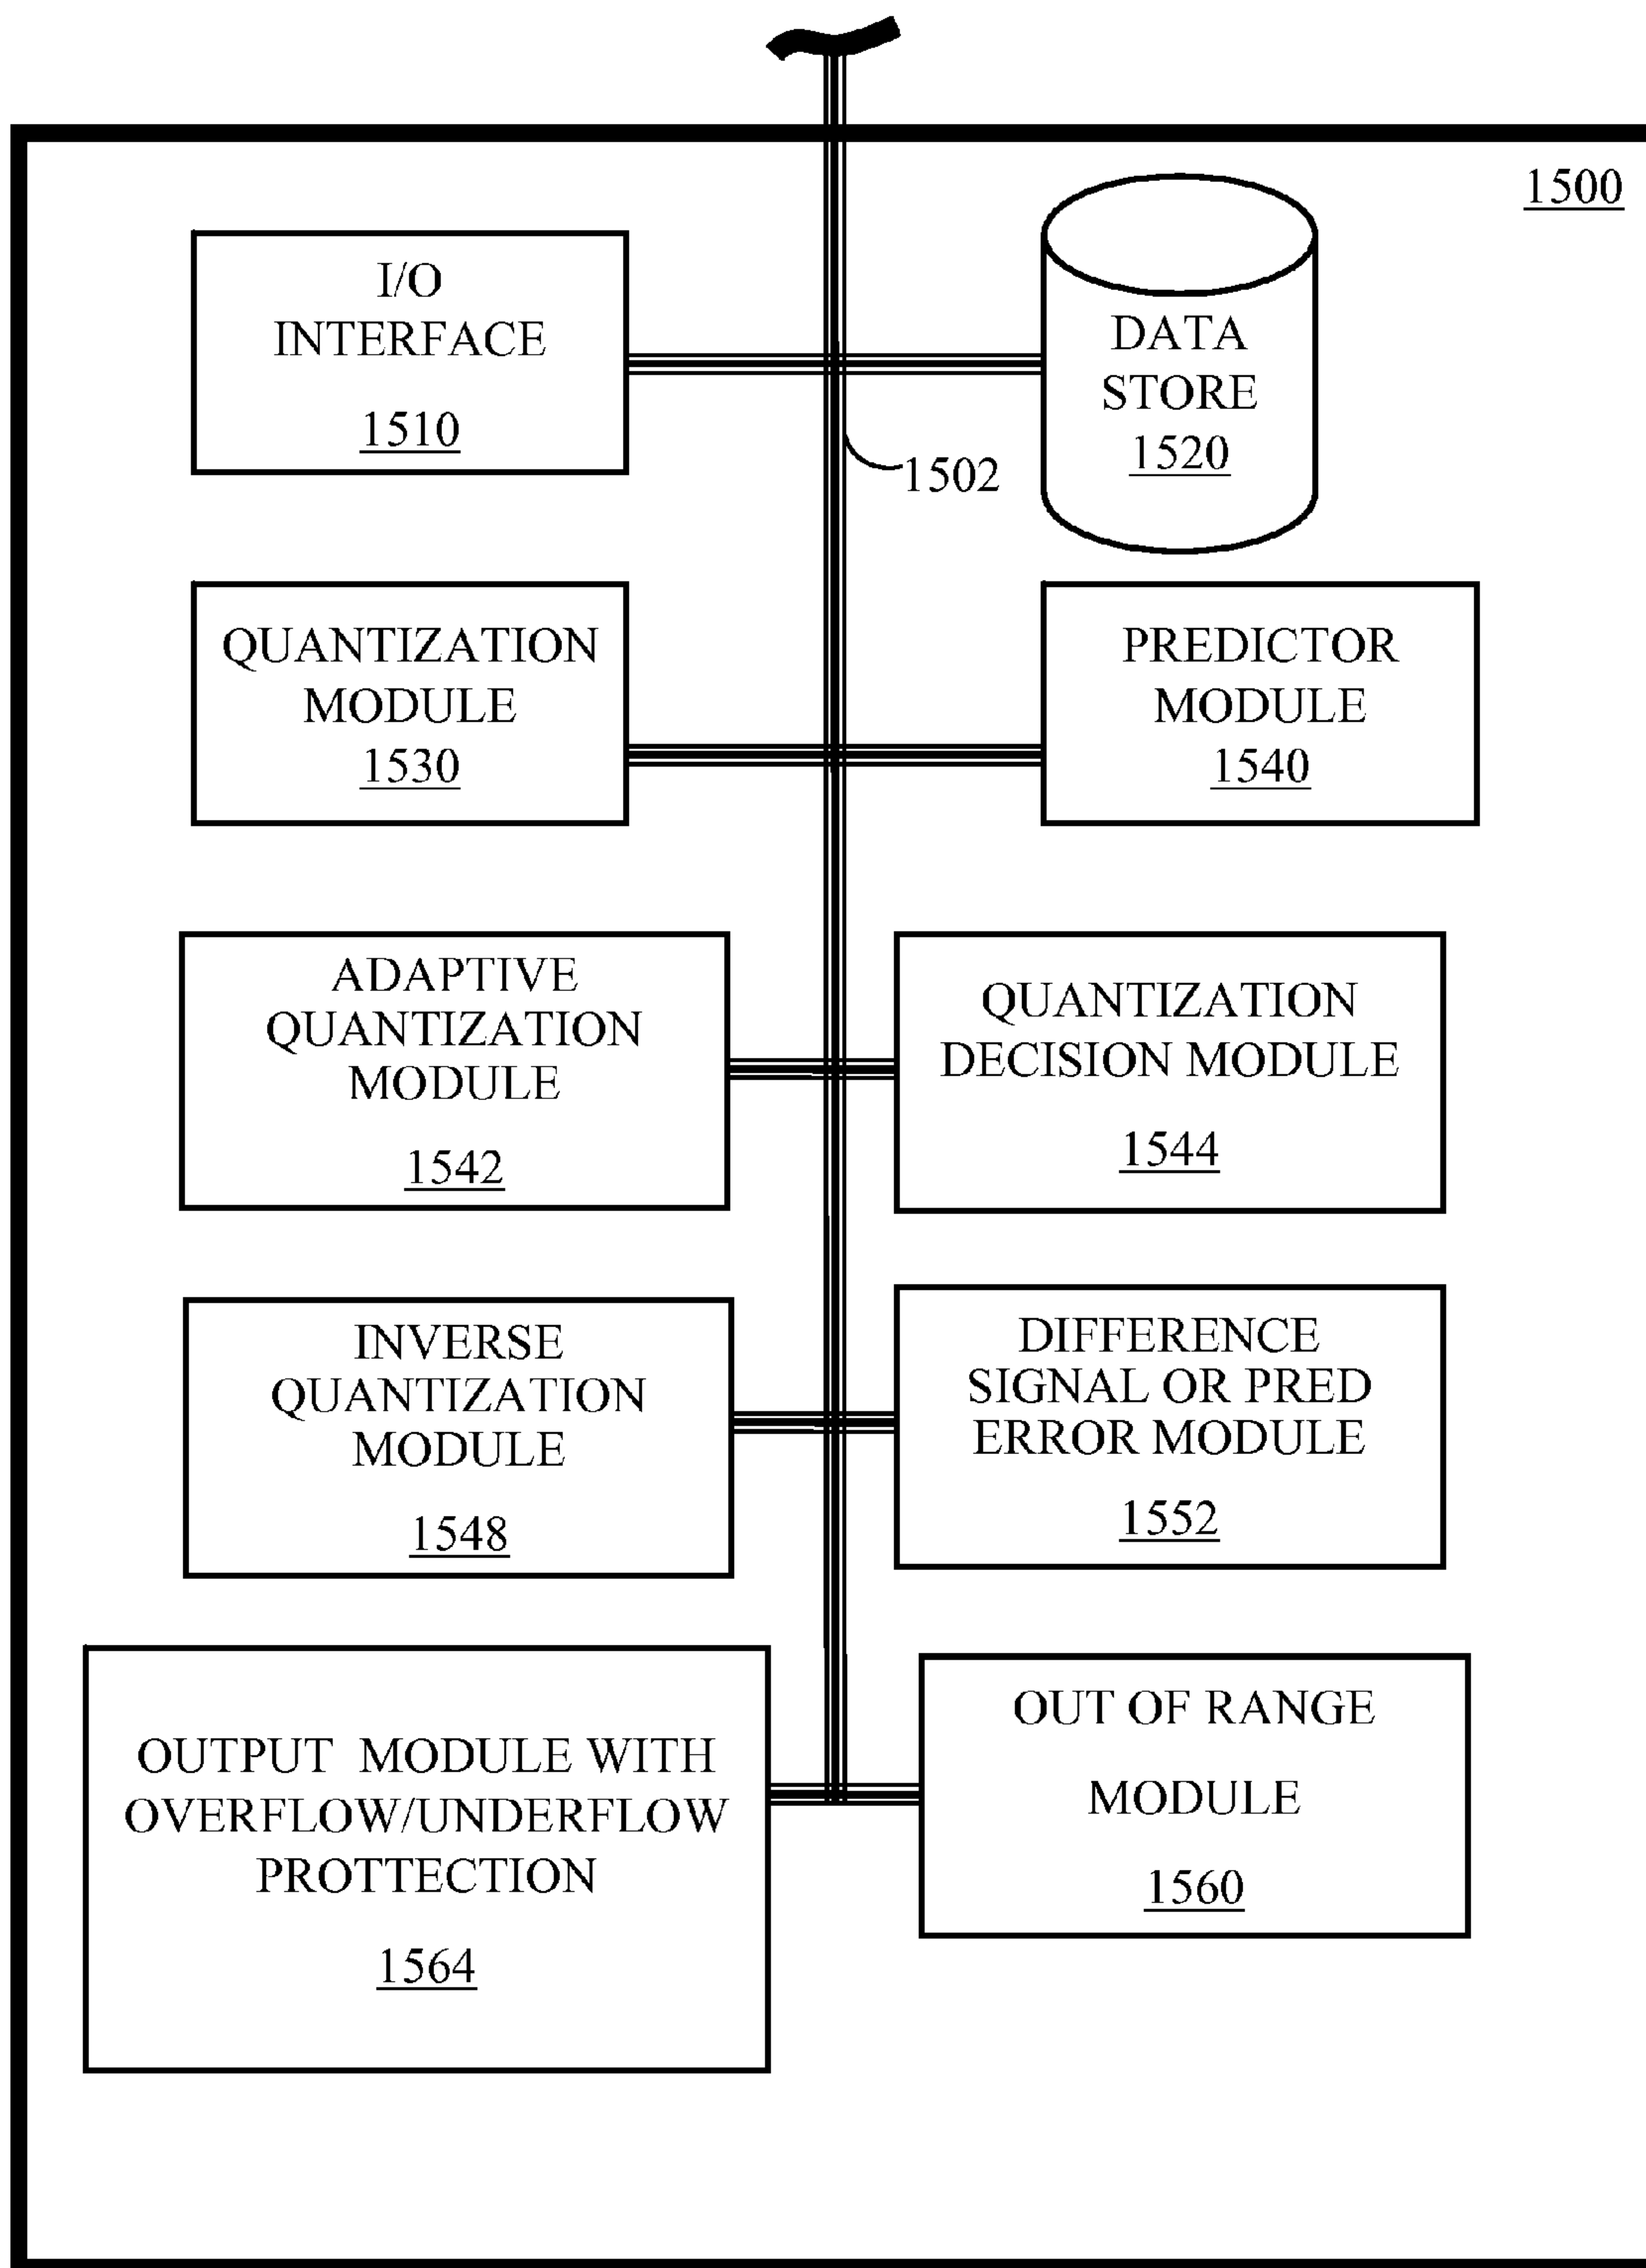 1500
I/O
INTERFACE
1510
DATA
STORE
1520
1502
QUANTIZATION
MODULE
1530
PREDICTOR
MODULE
1540
ADAPTIVE
QUANTIZATION
MODULE
1542
QUANTIZATION
DECISION MODULE
1544
INVERSE
QUANTIZATION
MODULE
1548
DIFFERENCE
SIGNAL OR PRED
ERROR MODULE
1552
OUTPUT MODULE WITH
OVERFLOW/UNDERFLOW
PROTTECTION
1564
OUT OF RANGE
MODULE
1560